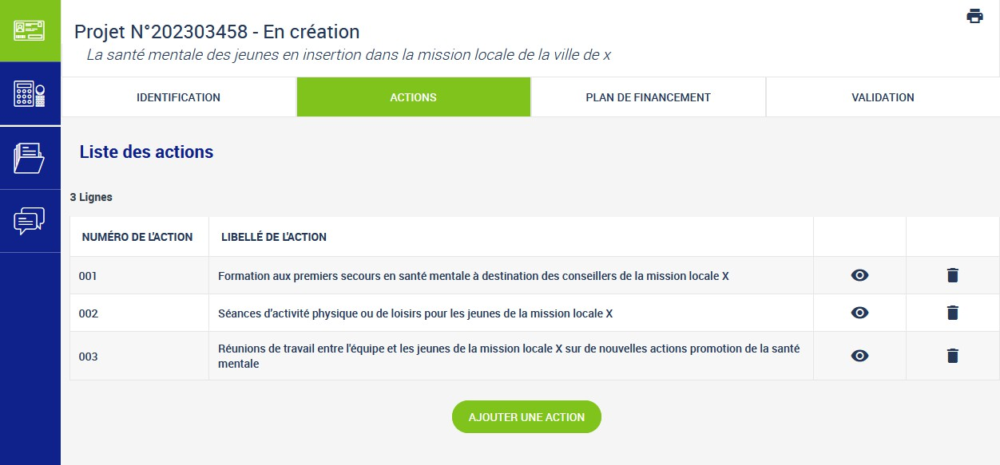 Projet N°202303458 - En création
La santé mentale des jeunes en insertion dans la mission locale de la ville de x
IDENTIFICATION
ACTIONS
PLAN DE FINANCEMENT
VALIDATION
Liste des actions
3 Lignes
NUMÉRO DE L'ACTION
LIBELLÉ DE L'ACTION
001
Formation aux premiers secours en santé mentale à destination des conseillers de la mission locale X
002
Séances d'activité physique ou de loisirs pour les jeunes de la mission locale X
003
Réunions de travail entre l'équipe et les jeunes de la mission locale X sur de nouvelles actions promotion de la santé
mentale
AJOUTER UNE ACTION